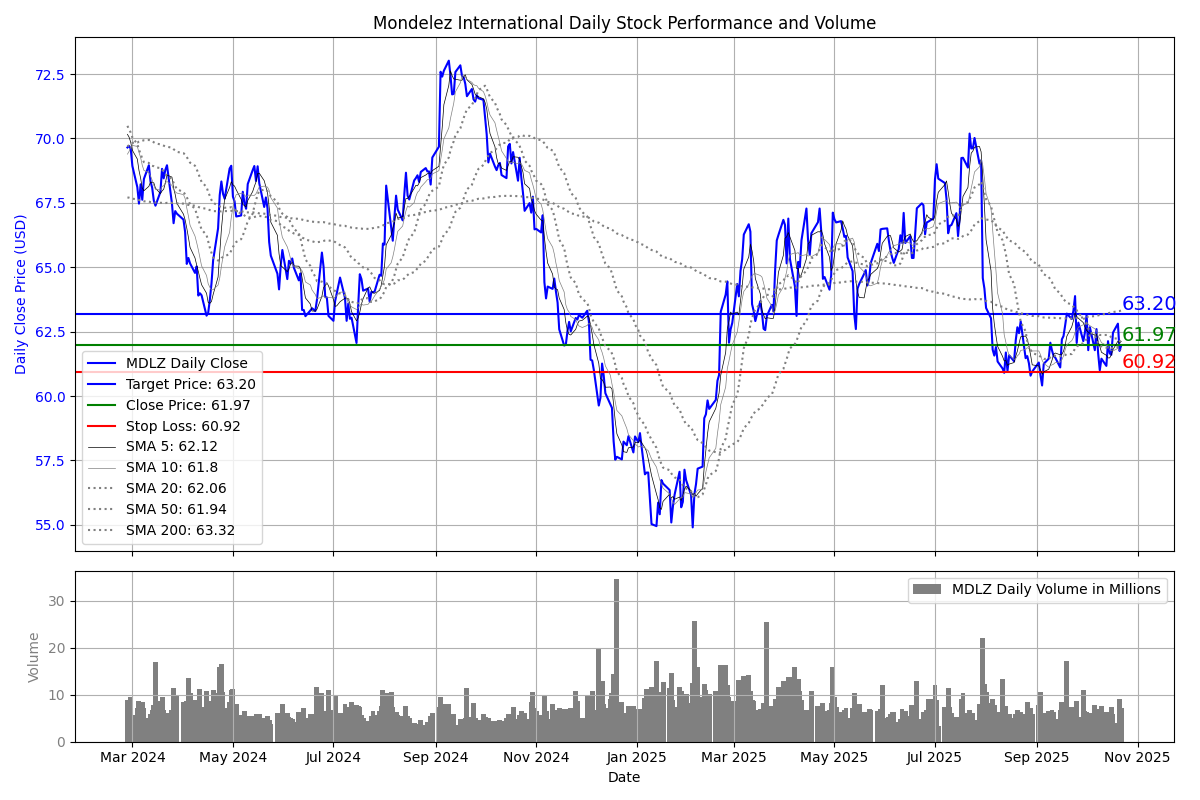 Mondelez International Daily Stock Performance and Volume
Daily Close Price (USD)
72.5
70.0
67.5
65.0
62.5
60.0
57.5
55.0
63.20
61.97
60.92
MDLZ Daily Close
Target Price: 63.20
Close Price: 61.97
Stop Loss: 60.92
SMA 5: 62.12
SMA 10: 61.8
SMA 20: 62.06
SMA 50: 61.94
SMA 200: 63.32
Volume
30
20
10
0
MDLZ Daily Volume in Millions
Mar 2024 May 2024 Jul 2024 Sep 2024 Nov 2024 Jan 2025 Mar 2025 May 2025 Jul 2025 Sep 2025 Nov 2025
Date